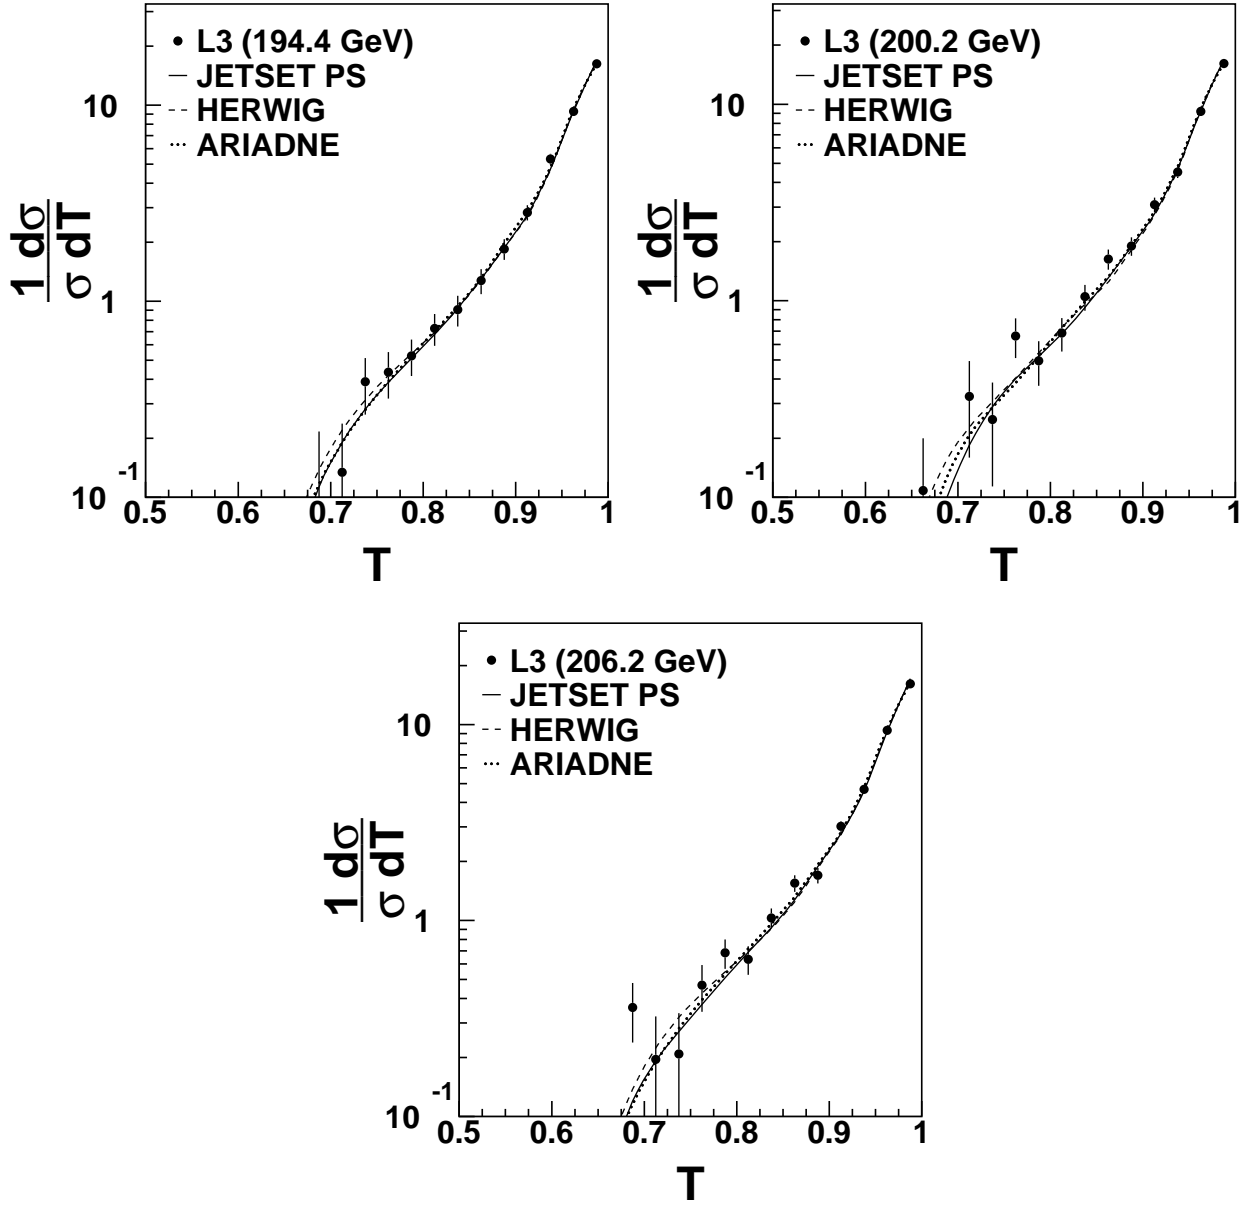 L3 (194.4 GeV)
JETSET PS
HERWIG
ARIADNE
10
1
10 -1
1 dσ
σ dT
0.5 0.6 0.7 0.8 0.9 1
T
L3 (200.2 GeV)
JETSET PS
HERWIG
ARIADNE
10
1
10 -1
1 dσ
σ dT
0.5 0.6 0.7 0.8 0.9 1
T
L3 (206.2 GeV)
JETSET PS
HERWIG
ARIADNE
10
1
10 -1
1 dσ
σ dT
0.5 0.6 0.7 0.8 0.9 1
T